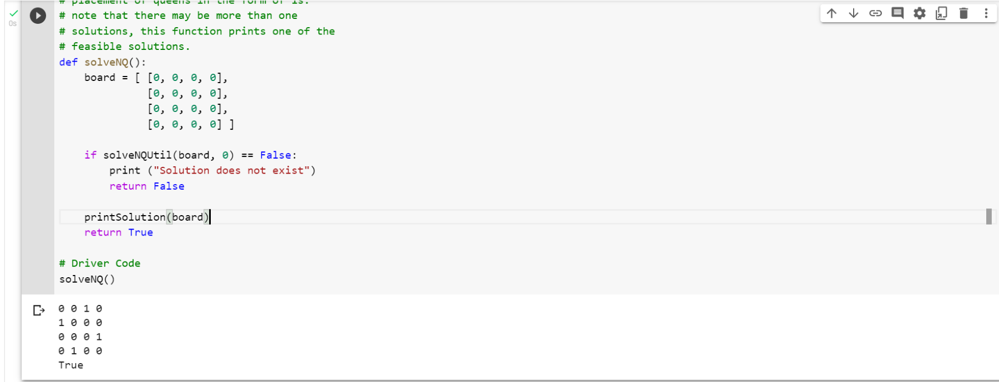 # placement of queens in the form of 1s.
# note that there may be more than one
# solutions, this function prints one of the
# feasible solutions.
def solveNQ():
    board = [ [0, 0, 0, 0],
              [0, 0, 0, 0],
              [0, 0, 0, 0],
              [0, 0, 0, 0] ]
    if solveNQUtil(board, 0) == False:
        print ("Solution does not exist")
        return False
    printSolution(board)
    return True
# Driver Code
solveNQ()
0s
0 0 1 0
1 0 0 0
0 0 0 1
0 1 0 0
True